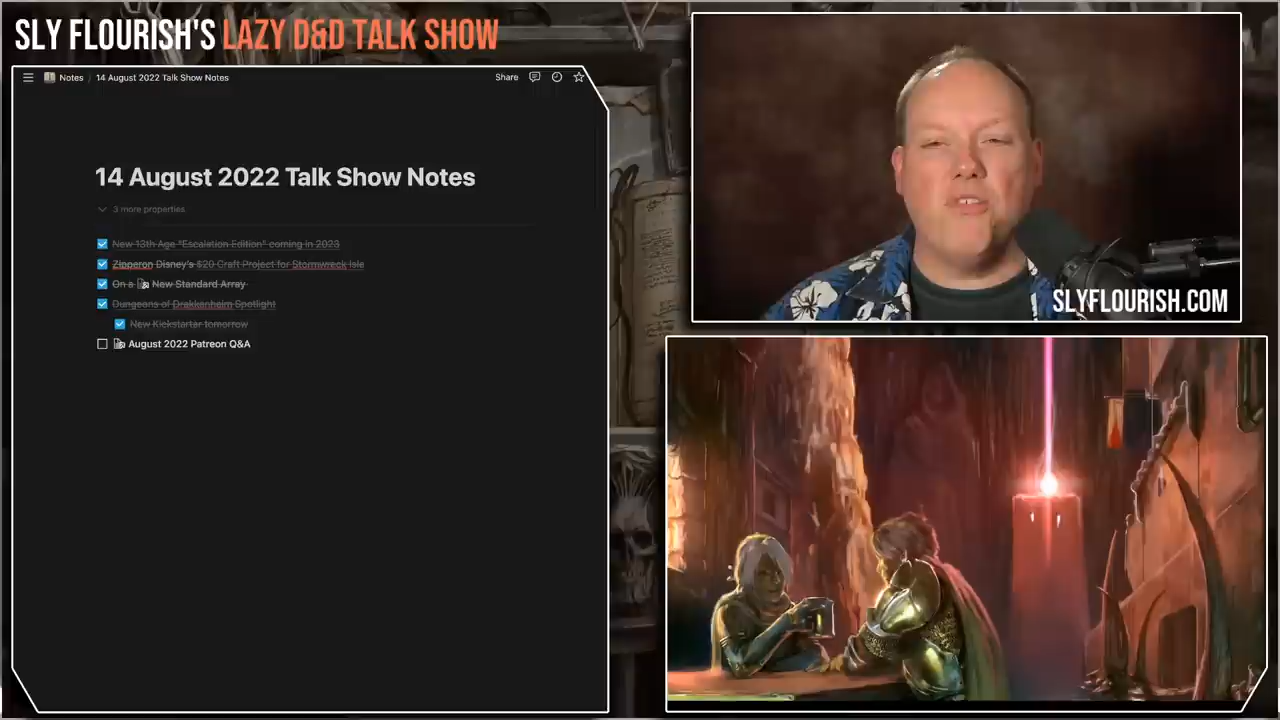 SLY FLOURISH'S LAZY D&D TALK SHOW
Notes / 14 August 2022 Talk Show Notes
Share
14 August 2022 Talk Show Notes
3 more properties
New 13th Age "Escalation Edition" coming in 2023
Zipperon Disney's $20 Craft Project for Stormwreck Isle
On a New Standard Array
Dungeons of Drakkenheim Spotlight
New Kickstarter tomorrow
August 2022 Patreon Q&A
SLYFLOURISH.COM